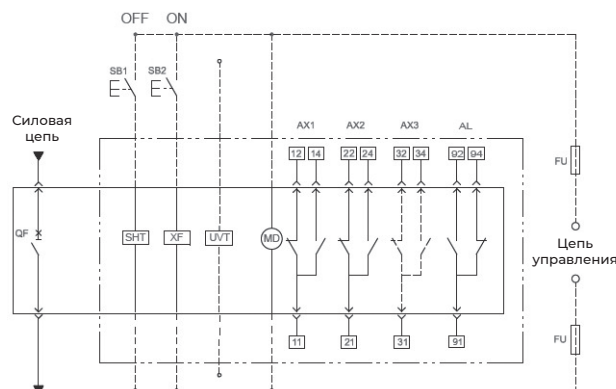 OFF ON
SB1 SB2
Силовая
цепь
AX1 AX2 AX3 AL
12 14 22 24 32 34 92 94
FU
QF
SHT XF UVT MD
Цепь
управления
11 21 31 91
FU